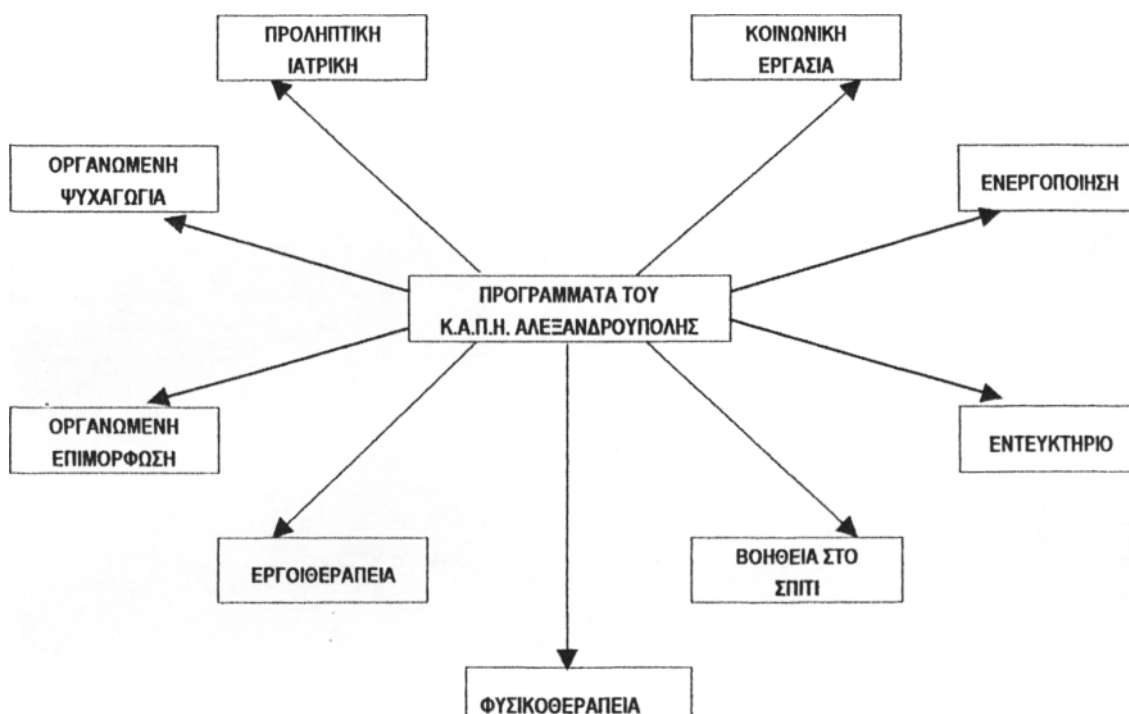 ΠΡΟΛΗΠΤΙΚΗ
ΙΑΤΡΙΚΗ
ΚΟΙΝΩΝΙΚΗ
ΕΡΓΑΣΙΑ
ΟΡΓΑΝΩΜΕΝΗ
ΨΥΧΑΓΩΓΙΑ
ΕΝΕΡΓΟΠΟΙΗΣΗ
ΠΡΟΓΡΑΜΜΑΤΑ ΤΟΥ
Κ.Α.Π.Η. ΑΛΕΞΑΝΔΡΟΥΠΟΛΗΣ
ΟΡΓΑΝΩΜΕΝΗ
ΕΠΙΜΟΡΦΩΣΗ
ΕΝΤΕΥΚΤΗΡΙΟ
ΕΡΓΟΙΘΕΡΑΠΕΙΑ
ΒΟΗΘΕΙΑ ΣΤΟ
ΣΠΙΤΙ
ΦΥΣΙΚΟΘΕΡΑΠΕΙΑ